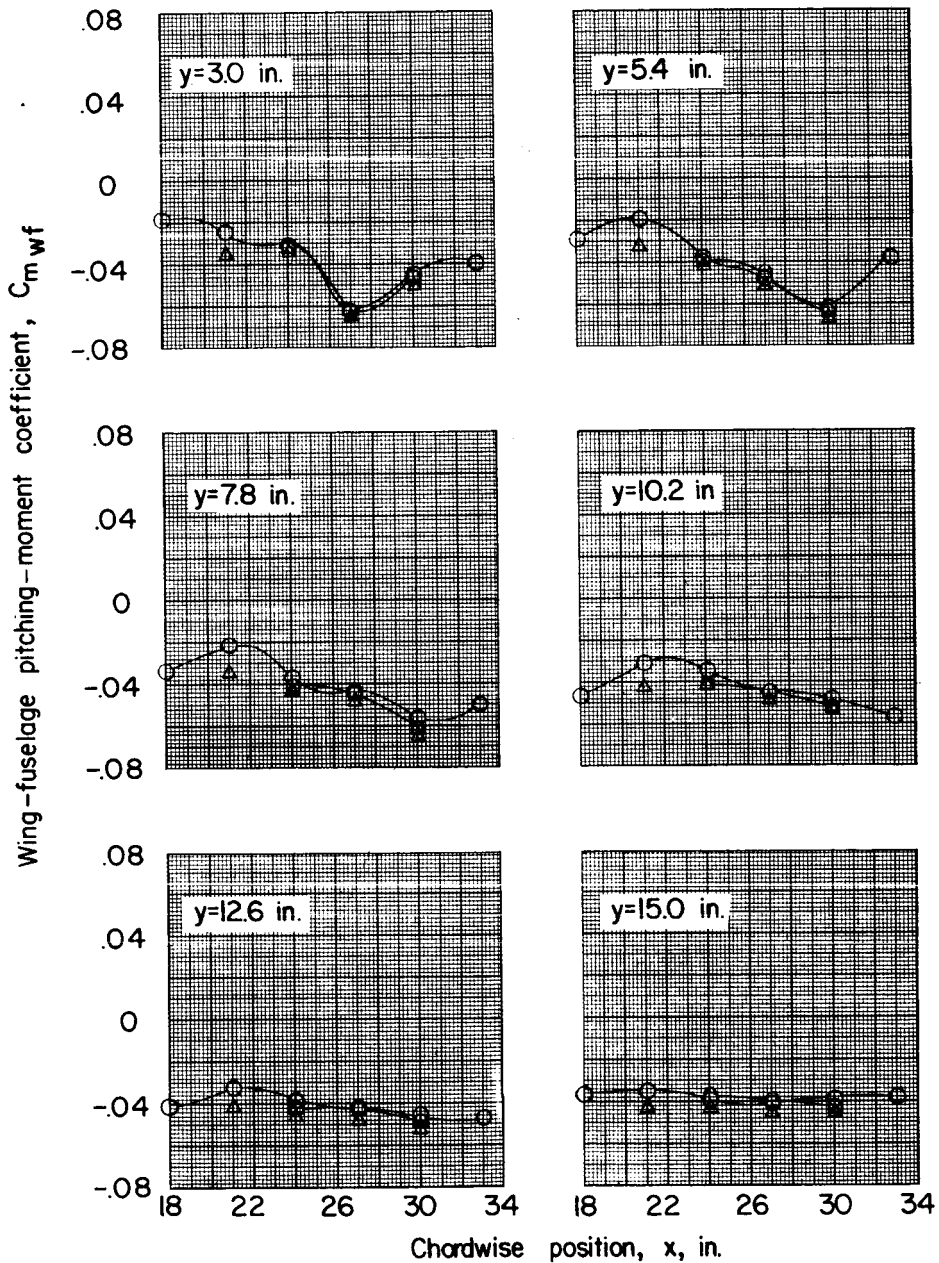 Wing-fuselage pitching-moment coefficient, Cm wf
.08
.04
0
-.04
-.08
y=3.0 in.
y=5.4 in.
.08
.04
0
-.04
-.08
y=7.8 in.
y=10.2 in
.08
.04
0
-.04
-.08
y=12.6 in.
y=15.0 in.
18 22 26 30 34
18 22 26 30 34
Chordwise position, x, in.